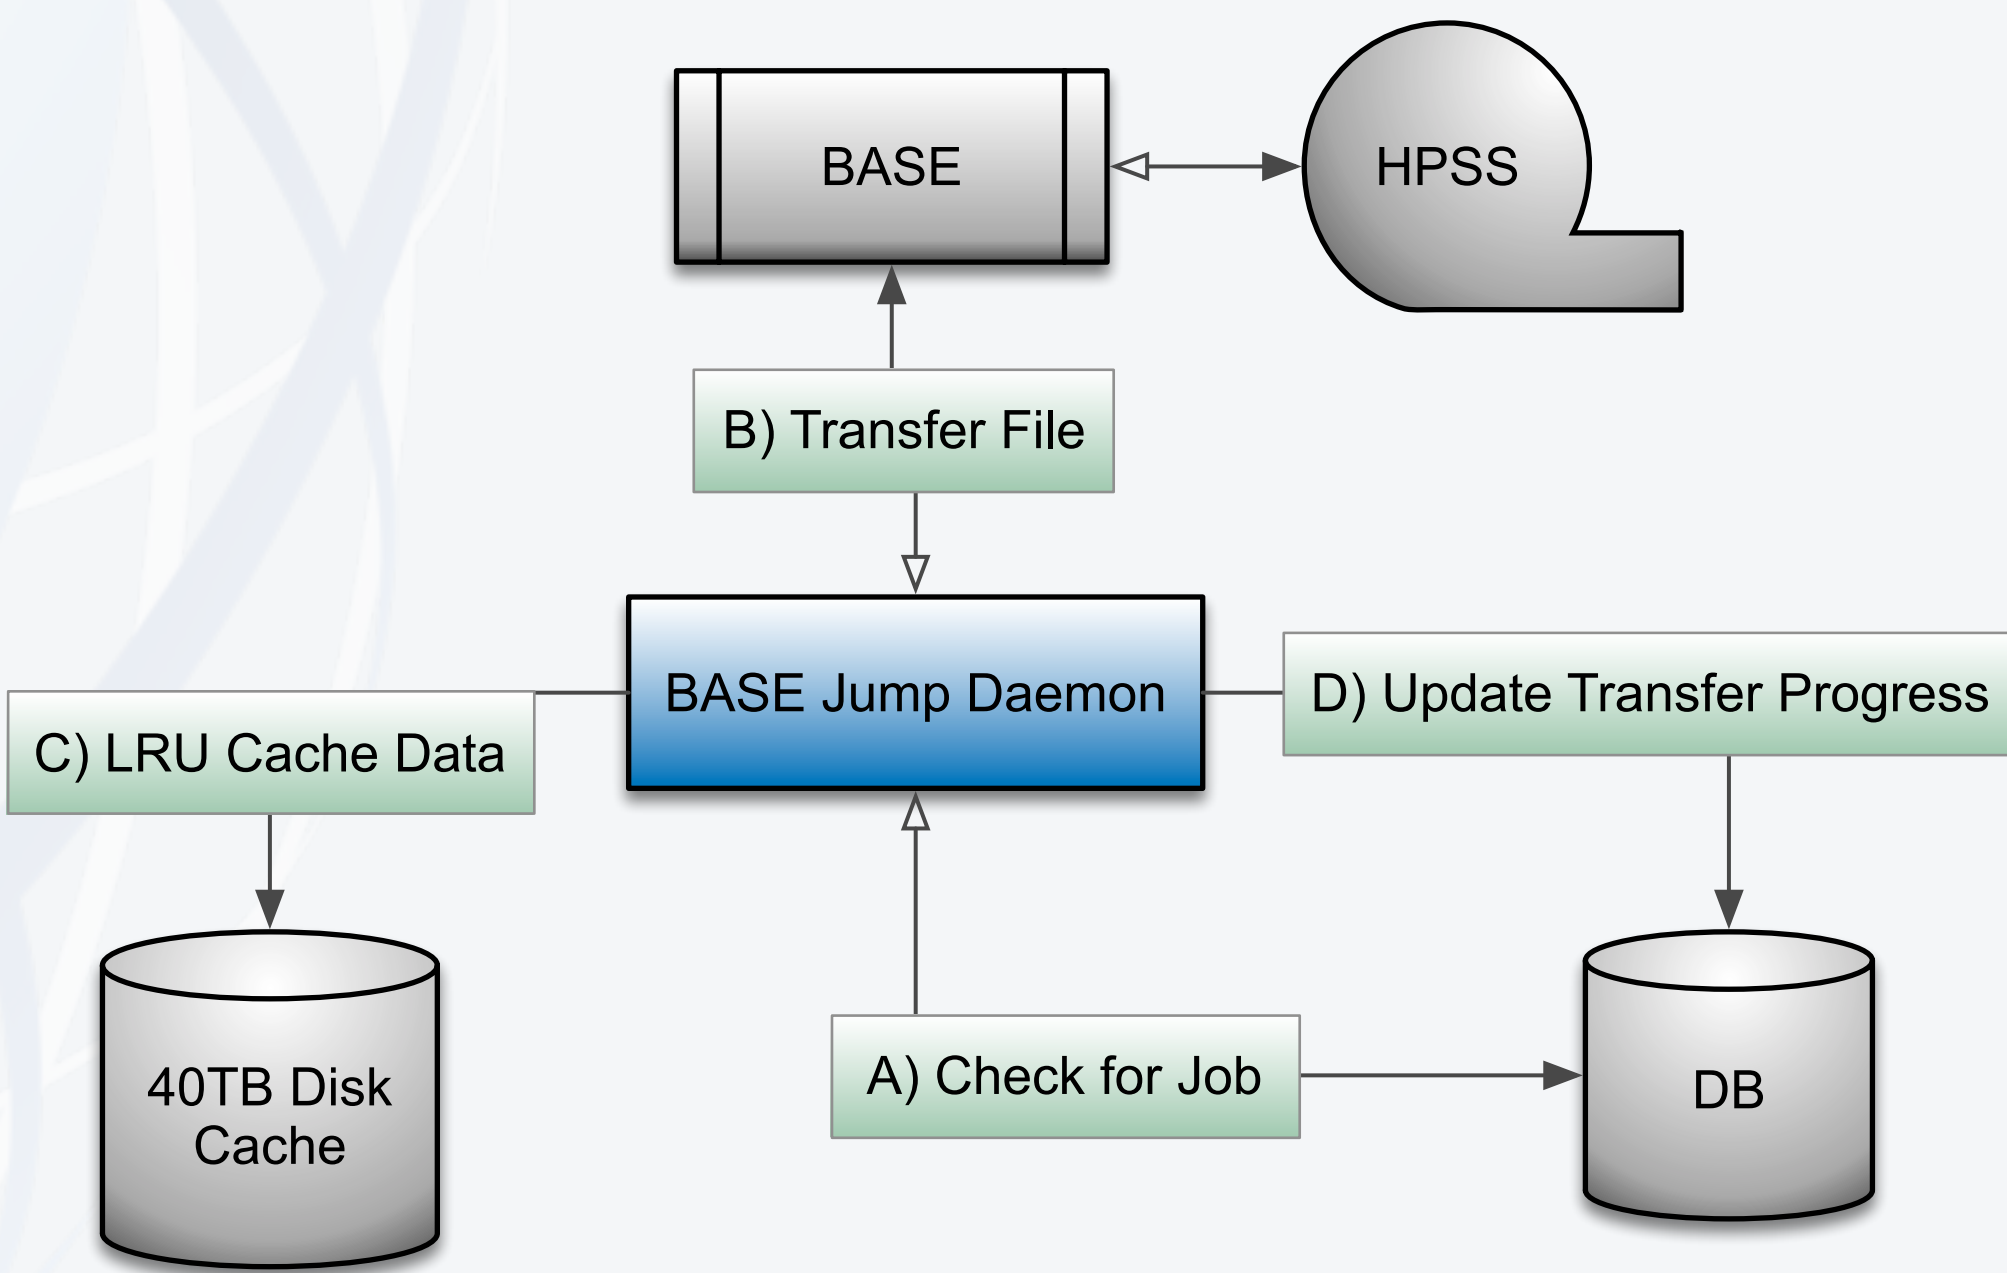 BASE
HPSS
B) Transfer File
BASE Jump Daemon
D) Update Transfer Progress
C) LRU Cache Data
A) Check for Job
40TB Disk
Cache
DB